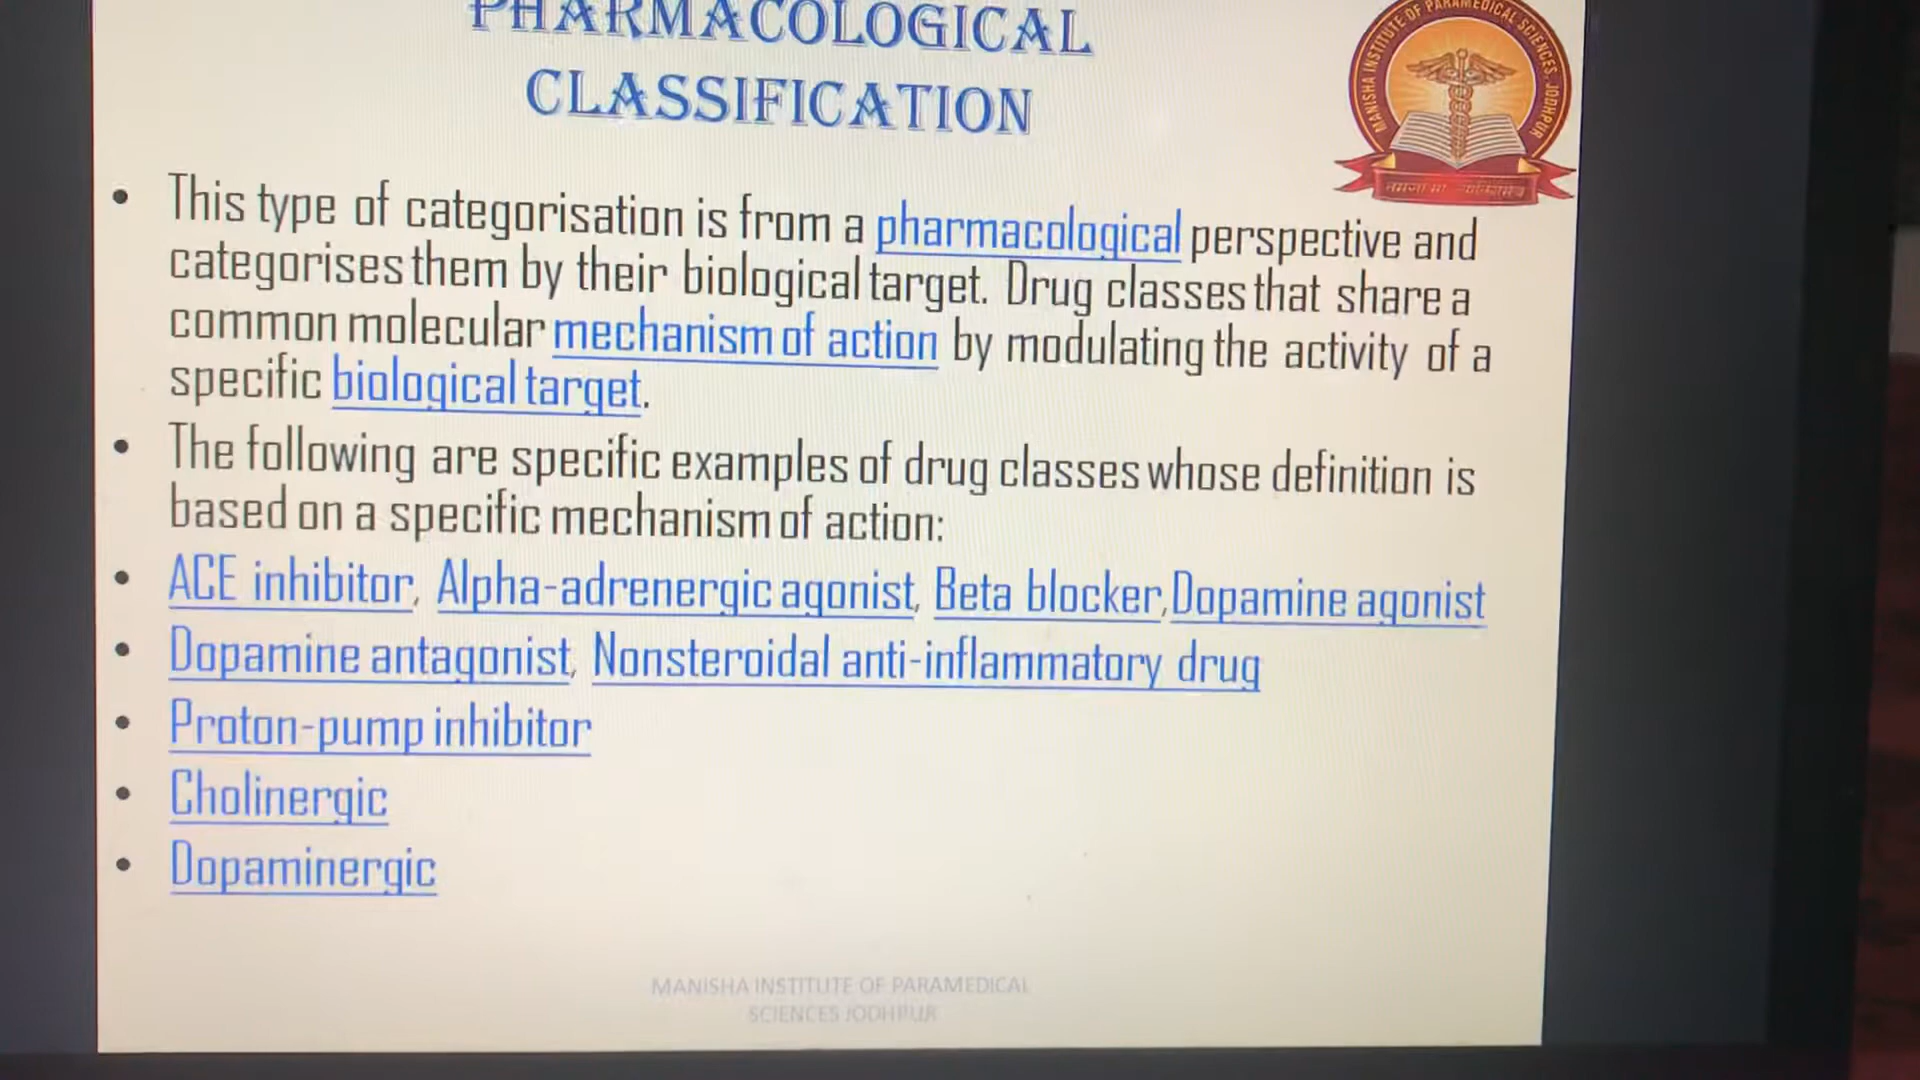 PHARMACOLOGICAL
CLASSIFICATION
MANISHA INSTITUTE OF PARAMEDICAL SCIENCES, JODHPUR
• This type of categorisation is from a pharmacological perspective and
categorises them by their biological target. Drug classes that share a
common molecular mechanism of action by modulating the activity of a
specific biological target.
• The following are specific examples of drug classes whose definition is
based on a specific mechanism of action:
• ACE inhibitor, Alpha-adrenergic agonist, Beta blocker,Dopamine agonist
• Dopamine antagonist, Nonsteroidal anti-inflammatory drug
• Proton-pump inhibitor
• Cholinergic
• Dopaminergic
MANISHA INSTITUTE OF PARAMEDICAL
SCIENCES JODHPUR